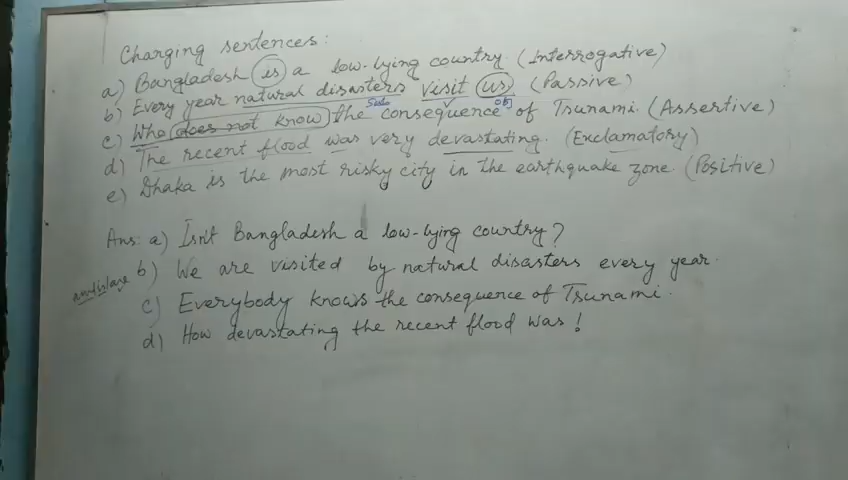 Changing sentences:
a) Bangladesh is a low-lying country (Interrogative)
b) Every year natural disasters visit us (Passive)
Sub obj
c) Who does not know the consequence of Tsunami. (Assertive)
d) The recent flood was very devastating. (Exclamatory)
e) Dhaka is the most risky city in the earthquake zone. (Positive)
Ans: a) Isn't Bangladesh a low-lying country?
b) We are visited by natural disasters every year.
c) Everybody knows the consequence of Tsunami.
d) How devastating the recent flood was!